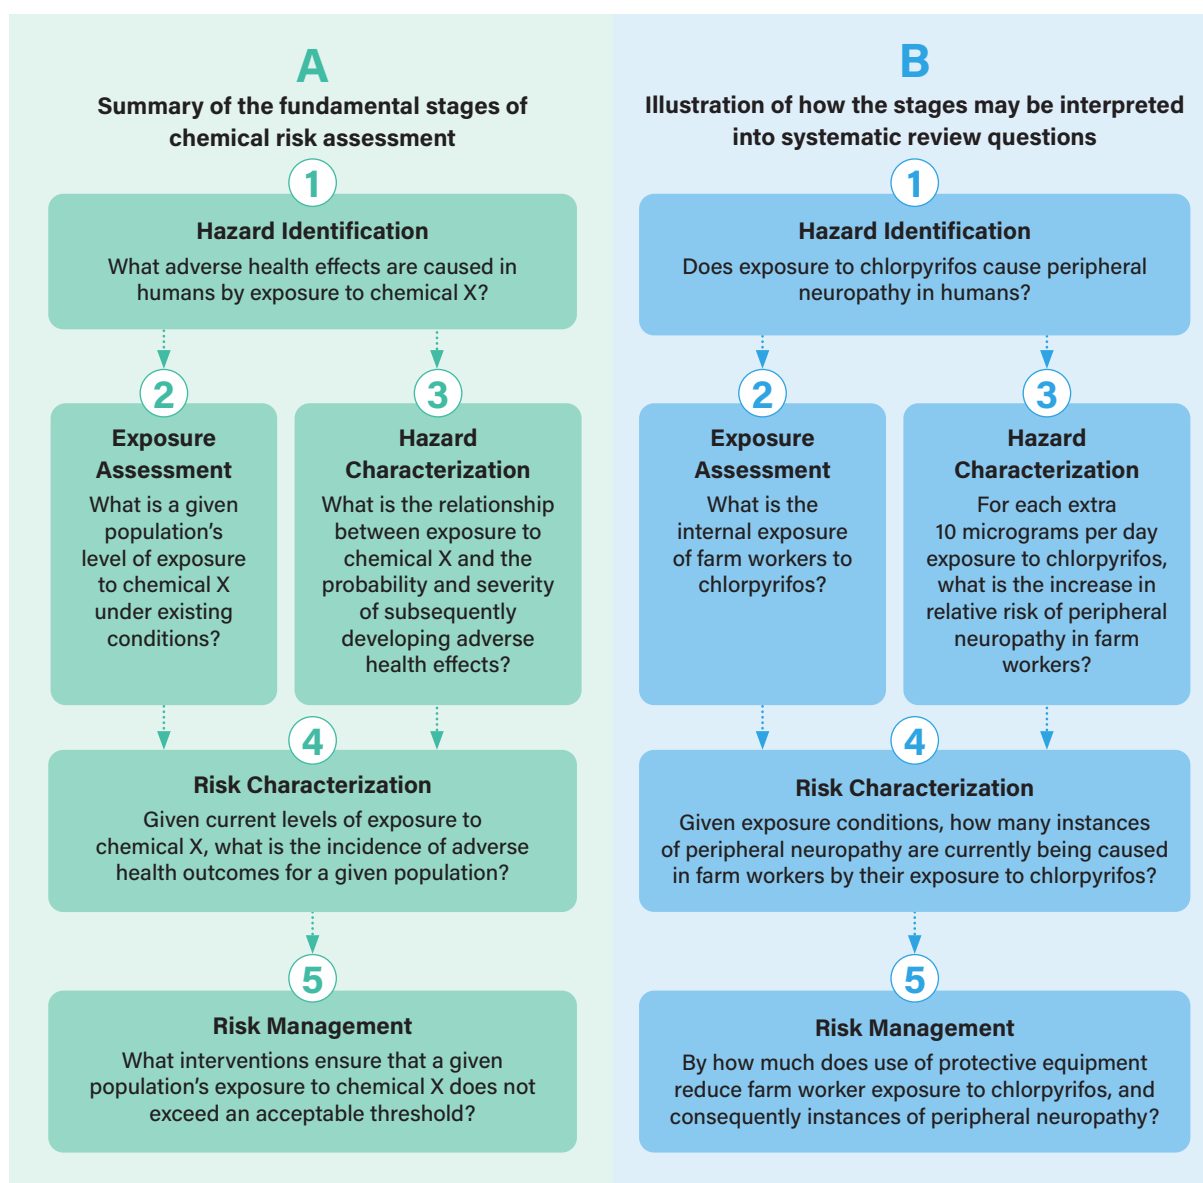 A
Summary of the fundamental stages of
chemical risk assessment
1
Hazard Identification
What adverse health effects are caused in
humans by exposure to chemical X?
2
Exposure
Assessment
What is a given
population's
level of exposure
to chemical X
under existing
conditions?
3
Hazard
Characterization
What is the relationship
between exposure to
chemical X and the
probability and severity
of subsequently
developing adverse
health effects?
4
Risk Characterization
Given current levels of exposure to
chemical X, what is the incidence of adverse
health outcomes for a given population?
5
Risk Management
What interventions ensure that a given
population's exposure to chemical X does not
exceed an acceptable threshold?
B
Illustration of how the stages may be interpreted
into systematic review questions
1
Hazard Identification
Does exposure to chlorpyrifos cause peripheral
neuropathy in humans?
2
Exposure
Assessment
What is the
internal exposure
of farm workers to
chlorpyrifos?
3
Hazard
Characterization
For each extra
10 micrograms per day
exposure to chlorpyrifos,
what is the increase in
relative risk of peripheral
neuropathy in farm
workers?
4
Risk Characterization
Given exposure conditions, how many instances
of peripheral neuropathy are currently being caused
in farm workers by their exposure to chlorpyrifos?
5
Risk Management
By how much does use of protective equipment
reduce farm worker exposure to chlorpyrifos, and
consequently instances of peripheral neuropathy?